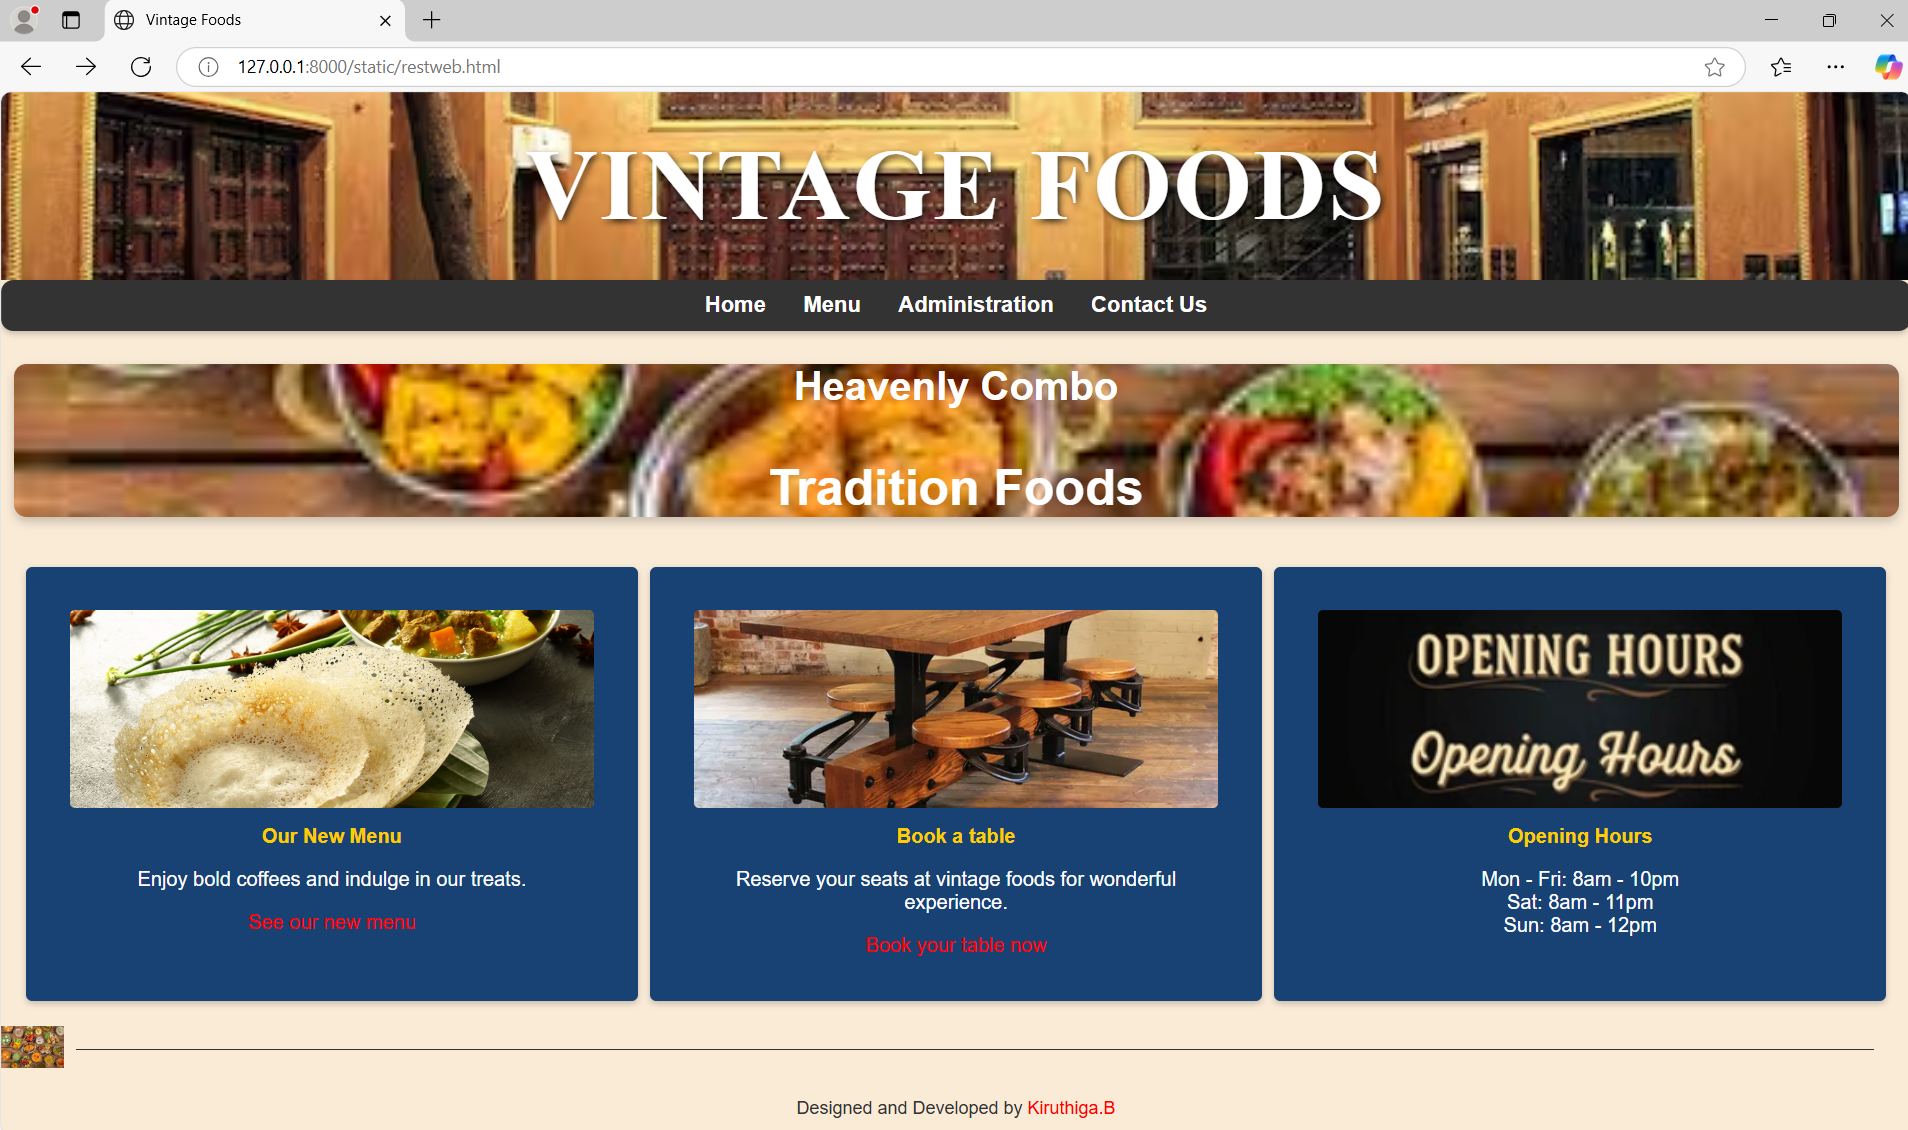 Vintage Foods
127.0.0.1:8000/static/restweb.html
VINTAGE FOODS
Home Menu Administration Contact Us
Heavenly Combo
Tradition Foods
OPENING HOURS
Opening Hours
Our New Menu
Enjoy bold coffees and indulge in our treats.
See our new menu
Book a table
Reserve your seats at vintage foods for wonderful
experience.
Book your table now
Opening Hours
Mon - Fri: 8am - 10pm
Sat: 8am - 11pm
Sun: 8am - 12pm
Designed and Developed by Kiruthiga.B